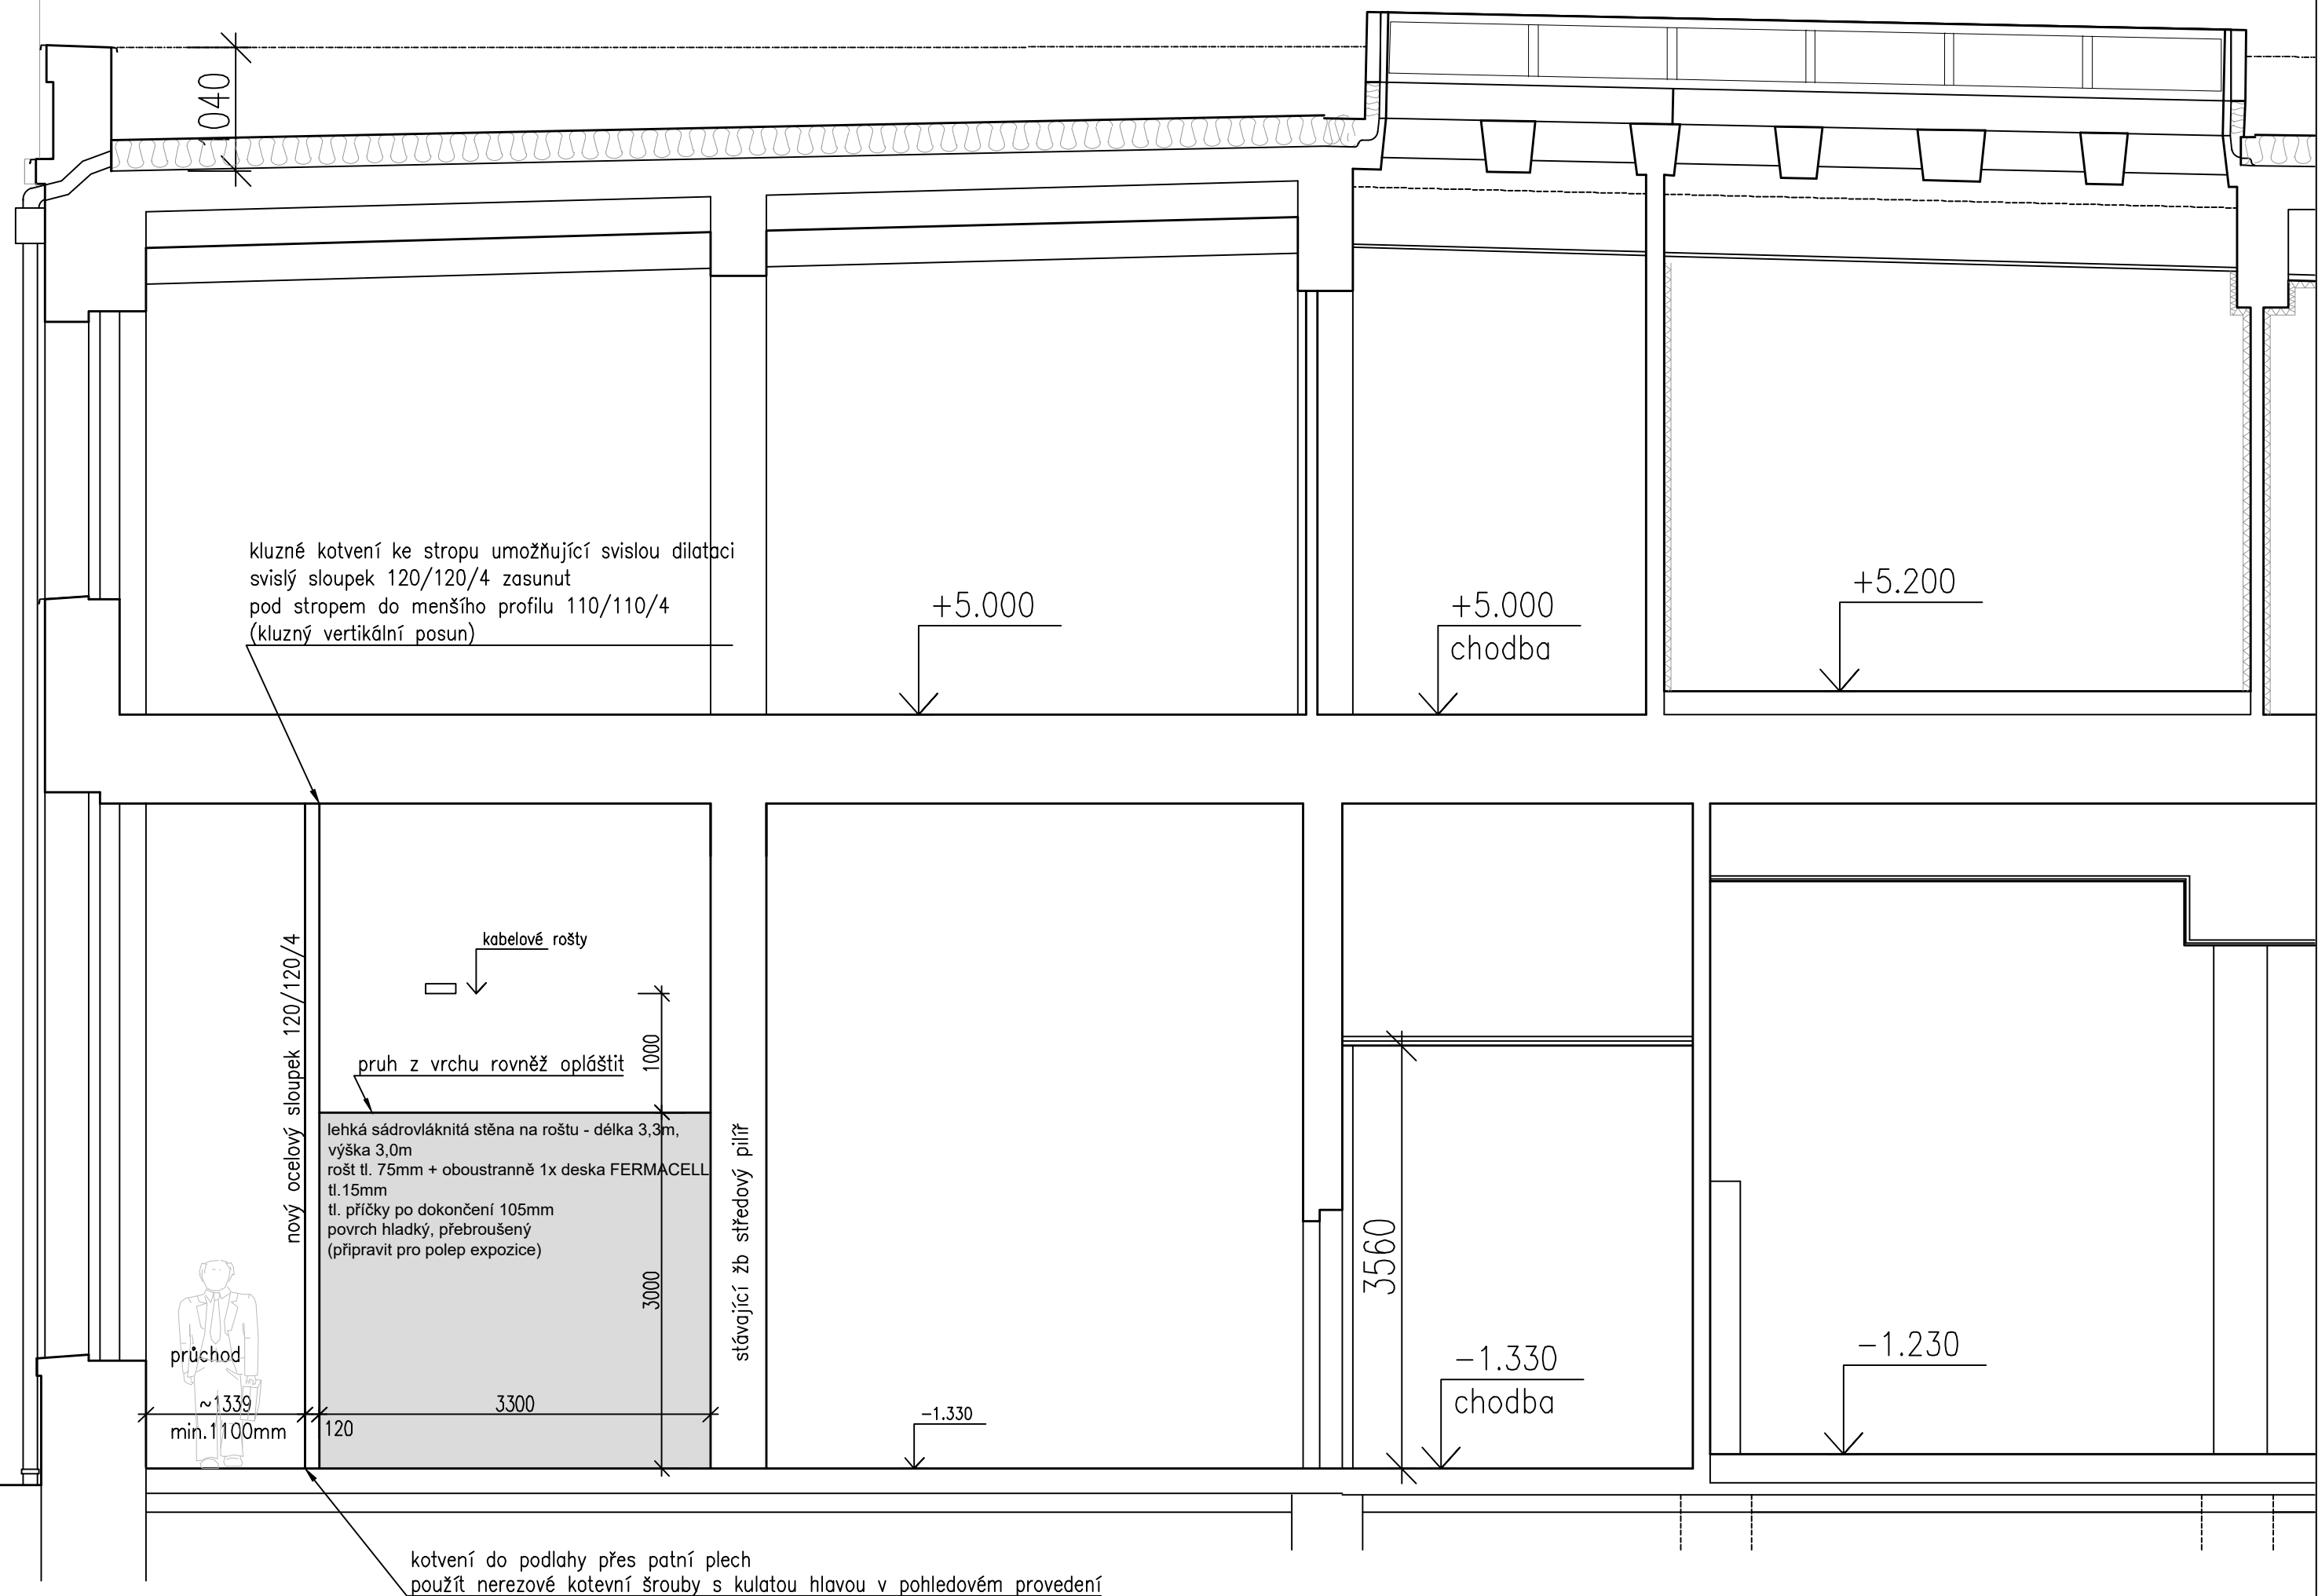 1040
kluzné kotvení ke stropu umožňující svislou dilataci
svislý sloupek 120/120/4 zasunut
pod stropem do menšího profilu 110/110/4
(kluzný vertikální posun)
+5.000
+5.000
chodba
+5.200
nový ocelový sloupek 120/120/4
kabelové rošty
1000
pruh z vrchu rovněž opláštit
lehká sádrovláknitá stěna na roštu - délka 3,3m,
výška 3,0m
rošt tl. 75mm + oboustranně 1x deska FERMACELL
tl.15mm
tl. příčky po dokončení 105mm
povrch hladký, přebroušený
(připravit pro polep expozice)
3000
stávající žb středový pilíř
3560
průchod
~1339
min.1100mm
120
3300
-1.330
-1.330
chodba
-1.230
kotvení do podlahy přes patní plech
použít nerezové kotevní šrouby s kulatou hlavou v pohledovém provedení